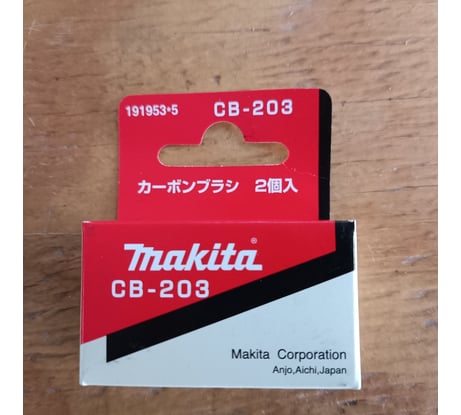 191953-5 CB-203
カーボンブラシ 2個入
makita®
CB-203
Makita Corporation
Anjo,Aichi,Japan